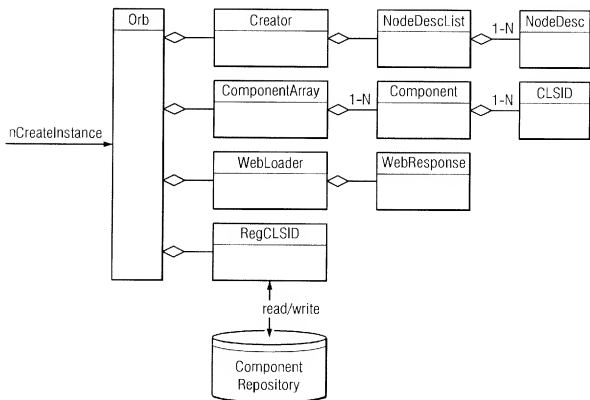 Orb
Creator
NodeDescList
1-N
NodeDesc
ComponentArray
1-N
Component
1-N
CLSID
nCreateInstance
WebLoader
WebResponse
RegCLSID
read/write
Component
Repository